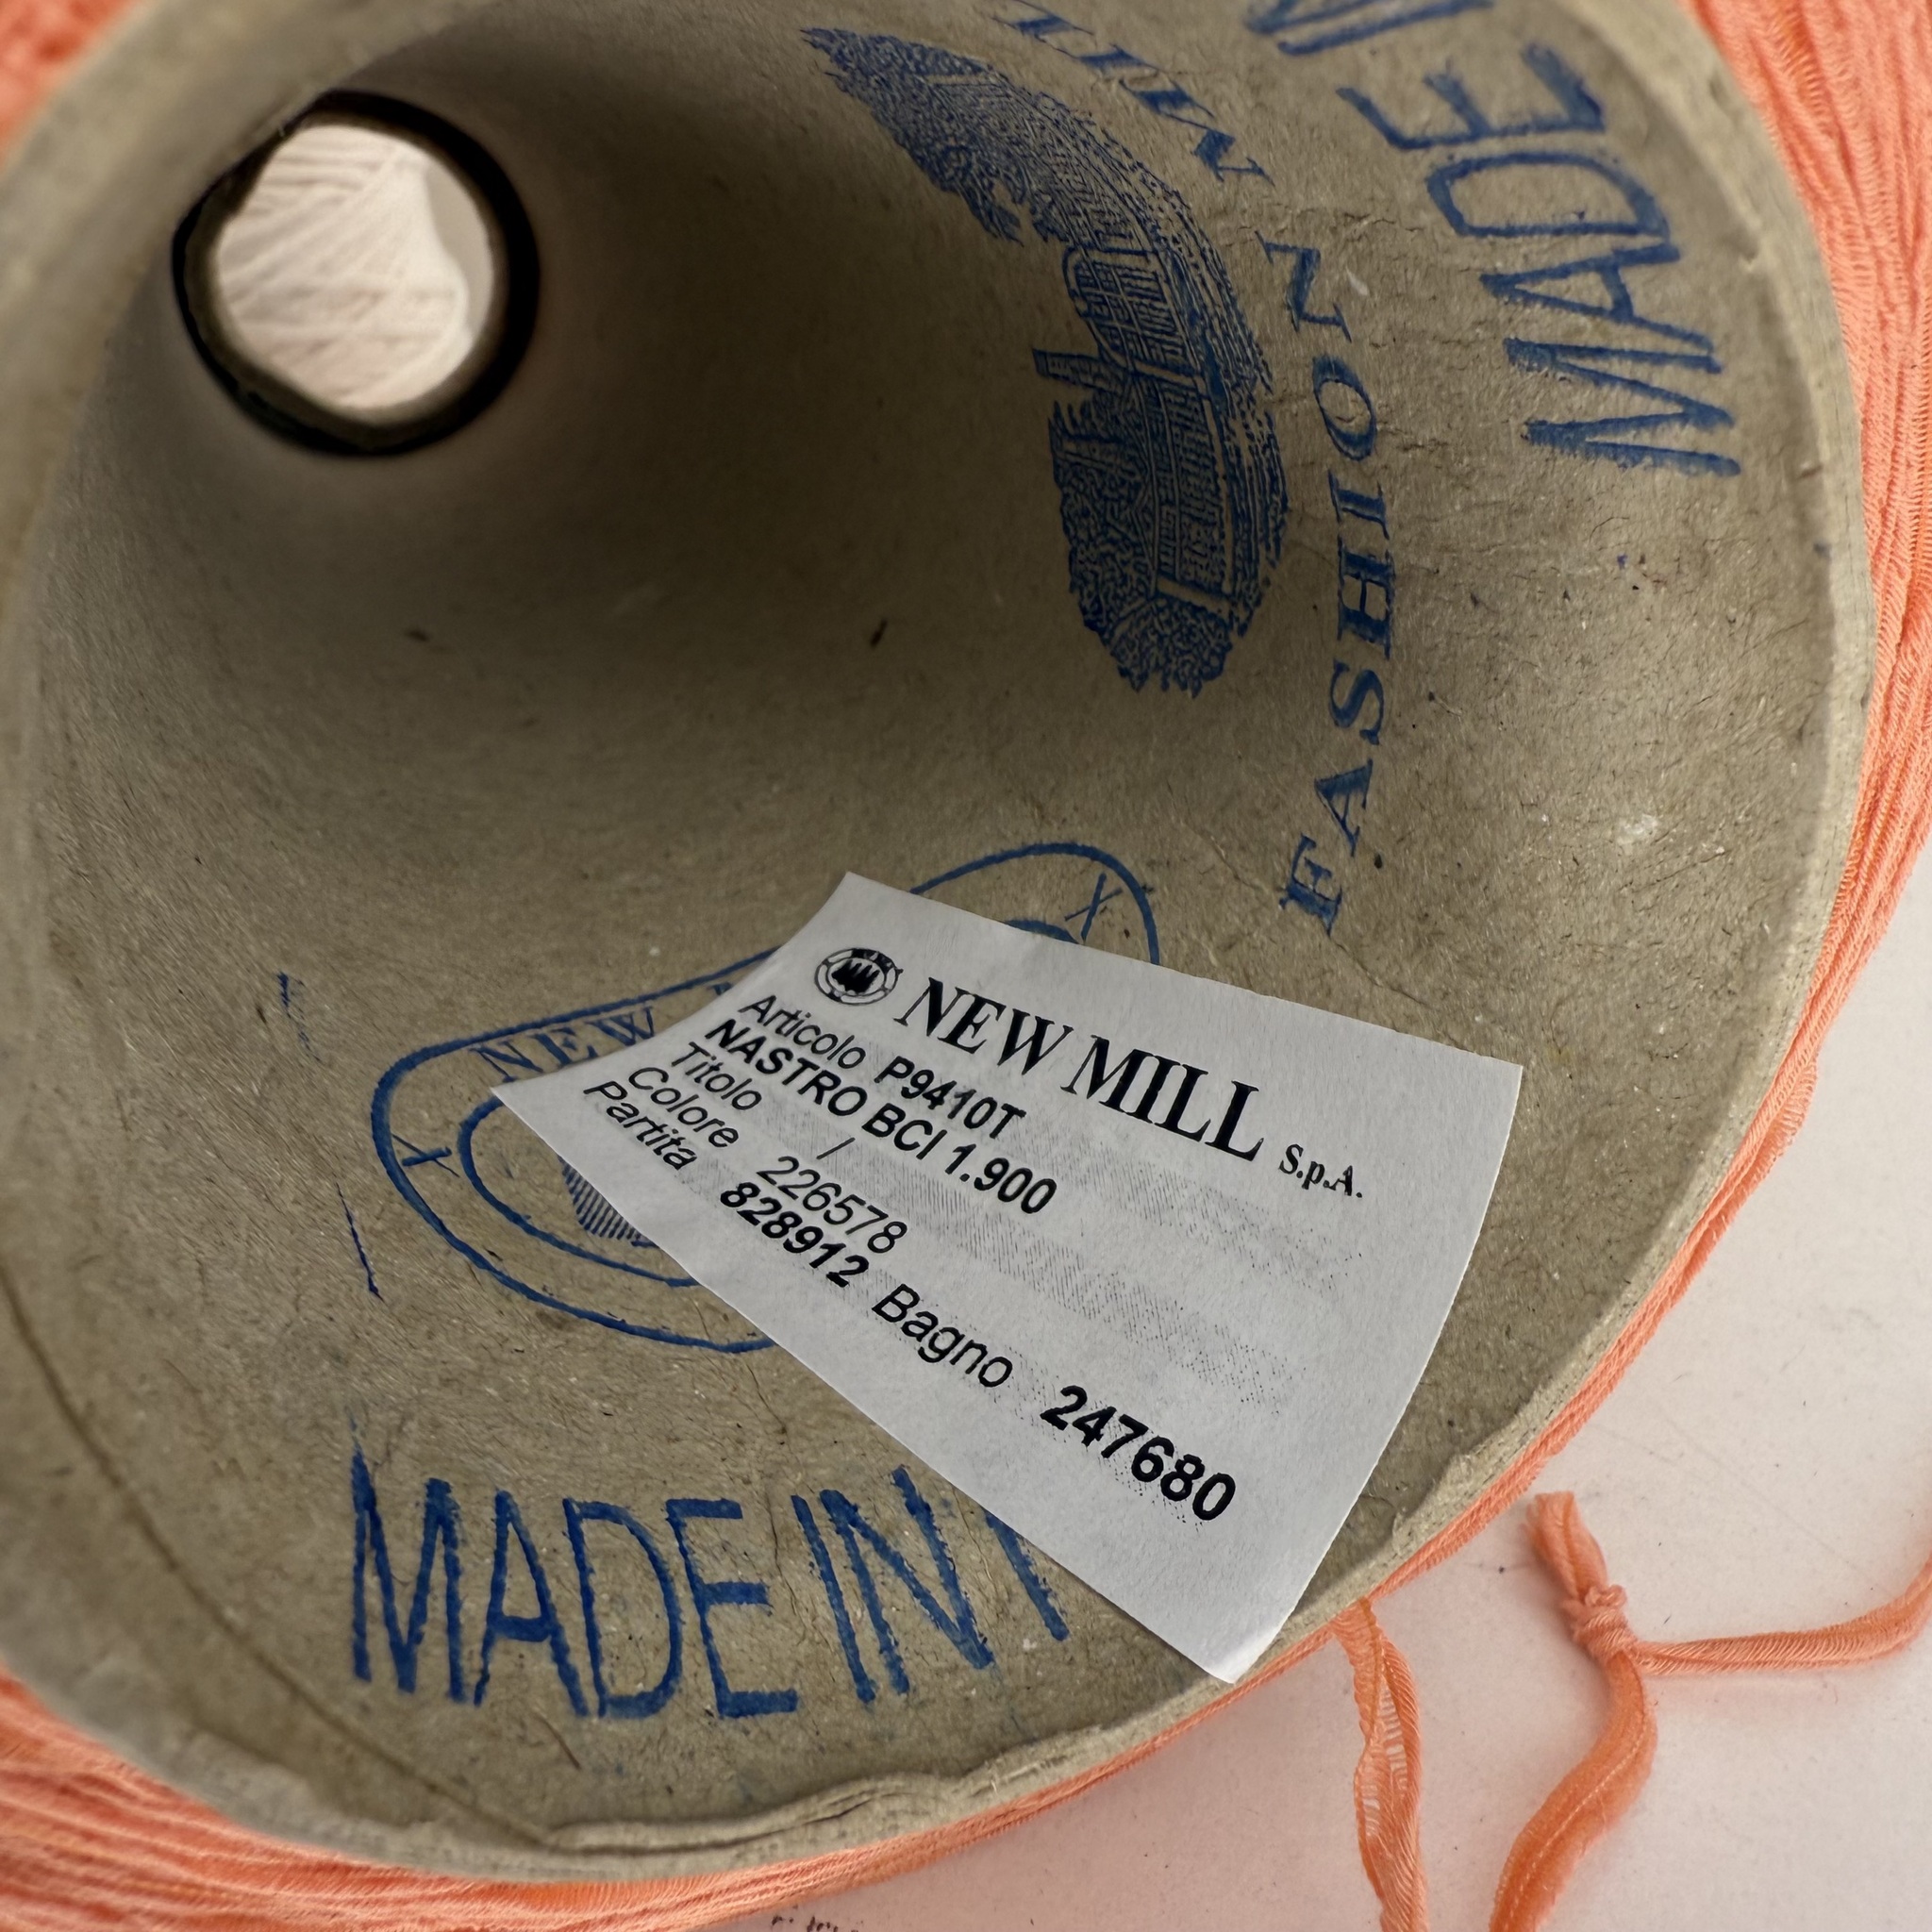 MADE
FASHION
NEW
MADE IN
NEW MILL S.p.A.
Articolo P9410T
NASTRO BCI 1.900
Titolo /
Colore 226578
Partita 828912 Bagno 247680